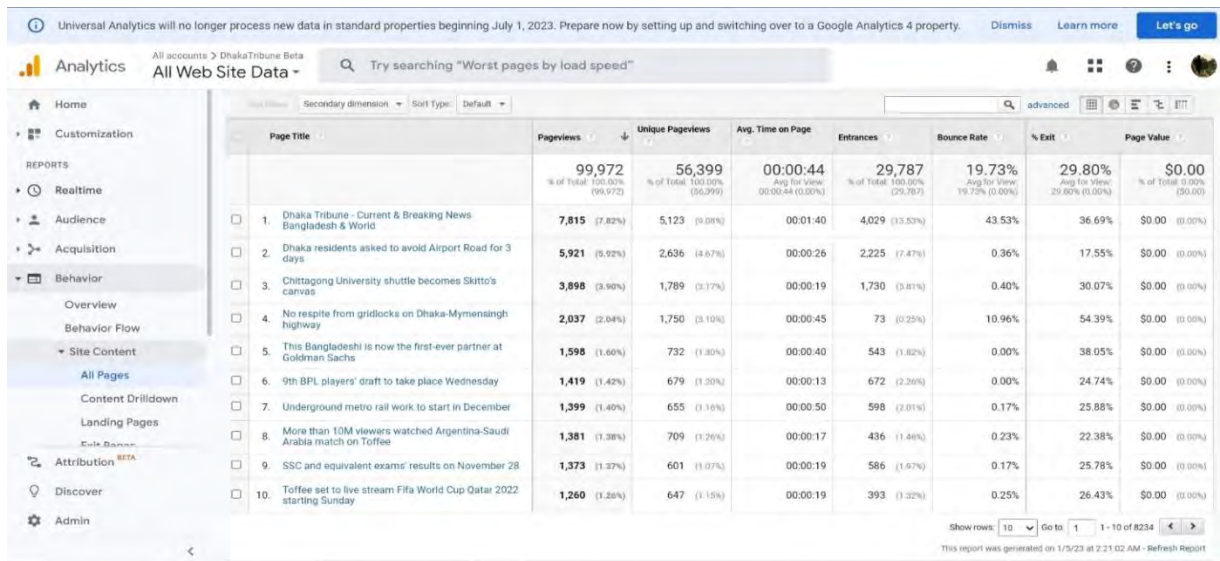 Universal Analytics will no longer process new data in standard properties beginning July 1, 2023. Prepare now by setting up and switching over to a Google Analytics 4 property. Dismiss Learn more Let's go
Analytics
All accounts > DhakaTribune Beta
All Web Site Data
Try searching "Worst pages by load speed"
Home
Customization
REPORTS
Realtime
Audience
Acquisition
Behavior
Overview
Behavior Flow
Site Content
All Pages
Content Drilldown
Landing Pages
Exit Pages
Attribution BETA
Discover
Admin
Secondary dimension Sort Type: Default advanced
Page Title Pageviews Unique Pageviews Avg. Time on Page Entrances Bounce Rate % Exit Page Value
99,972 56,399 00:00:44 29,787 19.73% 29.80% $0.00
% of Total: 100.00% % of Total: 100.00% Avg for View: % of Total: 100.00% Avg for View: Avg for View: % of Total: 0.00%
(99,972) (56,399) 00:00:44 (0.00%) (29,787) 19.73% (0.00%) 29.80% (0.00%) ($0.00)
1. Dhaka Tribune - Current & Breaking News
Bangladesh & World 7,815 (7.82%) 5,123 (9.08%) 00:01:40 4,029 (13.53%) 43.53% 36.69% $0.00 (0.00%)
2. Dhaka residents asked to avoid Airport Road for 3
days 5,921 (5.92%) 2,636 (4.67%) 00:00:26 2,225 (7.47%) 0.36% 17.55% $0.00 (0.00%)
3. Chittagong University shuttle becomes Skitto's
canvas 3,898 (3.90%) 1,789 (3.17%) 00:00:19 1,730 (5.81%) 0.40% 30.07% $0.00 (0.00%)
4. No respite from gridlocks on Dhaka-Mymensingh
highway 2,037 (2.04%) 1,750 (3.10%) 00:00:45 73 (0.25%) 10.96% 54.39% $0.00 (0.00%)
5. This Bangladeshi is now the first-ever partner at
Goldman Sachs 1,598 (1.60%) 732 (1.30%) 00:00:40 543 (1.82%) 0.00% 38.05% $0.00 (0.00%)
6. 9th BPL players' draft to take place Wednesday 1,419 (1.42%) 679 (1.20%) 00:00:13 672 (2.26%) 0.00% 24.74% $0.00 (0.00%)
7. Underground metro rail work to start in December 1,399 (1.40%) 655 (1.16%) 00:00:50 598 (2.01%) 0.17% 25.88% $0.00 (0.00%)
8. More than 10M viewers watched Argentina-Saudi
Arabia match on Toffee 1,381 (1.38%) 709 (1.26%) 00:00:17 436 (1.46%) 0.23% 22.38% $0.00 (0.00%)
9. SSC and equivalent exams' results on November 28 1,373 (1.37%) 601 (1.07%) 00:00:19 586 (1.97%) 0.17% 25.78% $0.00 (0.00%)
10. Toffee set to live stream Fifa World Cup Qatar 2022
starting Sunday 1,260 (1.26%) 647 (1.15%) 00:00:19 393 (1.32%) 0.25% 26.43% $0.00 (0.00%)
Show rows: 10 Go to: 1 1 - 10 of 8234
This report was generated on 1/5/23 at 2:21:02 AM - Refresh Report